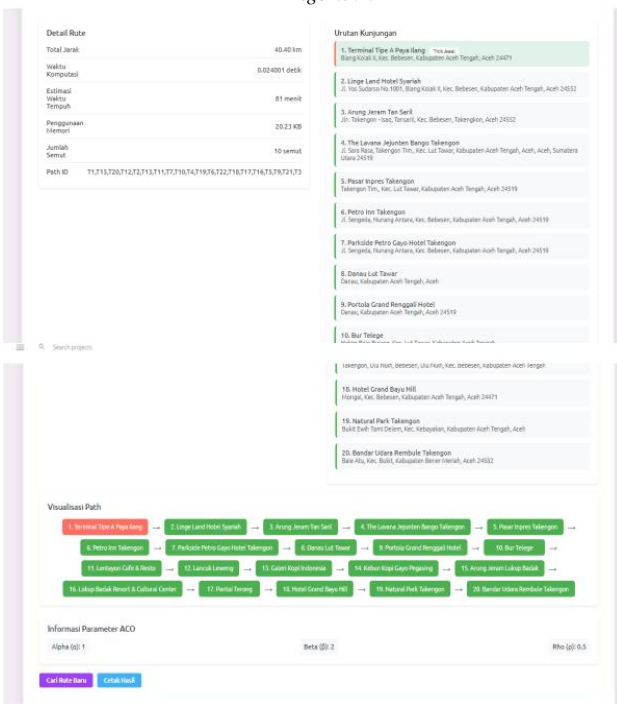 Detail Rute
Total Jarak 40.40 km
Waktu Komputasi 0.024001 detik
Estimasi Waktu Tempuh 81 menit
Penggunaan Memori 20.23 KB
Jumlah Semut 10 semut
Path ID T1,T15,T20,T12,T2,T13,T11,T7,T10,T4,T19,T6,T22,T18,T17,T16,T5,T9,T21,T3
Urutan Kunjungan
1. Terminal Tipe A Paya Ilang Titik Awal
Blang Kolak II, Kec. Bebesen, Kabupaten Aceh Tengah, Aceh 24471
2. Linge Land Hotel Syariah
Jl. Yos Sudarso No.1001, Blang Kolak II, Kec. Bebesen, Kabupaten Aceh Tengah, Aceh 24552
3. Arung Jeram Tan Saril
Jln. Takengon -Isaq, Tansaril, Kec. Bebesen, Takengkon, Aceh 24552
4. The Lavana Jejunten Bango Takengon
Jl. Sara Rasa, Takengon Tim., Kec. Lut Tawar, Kabupaten Aceh Tengah, Aceh, Aceh, Sumatera Utara 24519
5. Pasar Inpres Takengon
Takengon Tim., Kec. Lut Tawar, Kabupaten Aceh Tengah, Aceh 24519
6. Petro Inn Takengon
Jl. Sengeda, Nunang Antara, Kec. Bebesen, Kabupaten Aceh Tengah, Aceh 24519
7. Parkside Petro Gayo Hotel Takengon
Jl. Sengeda, Nunang Antara, Kec. Bebesen, Kabupaten Aceh Tengah, Aceh 24519
8. Danau Lut Tawar
Danau, Kabupaten Aceh Tengah, Aceh
9. Portola Grand Renggali Hotel
Danau, Kabupaten Aceh Tengah, Aceh 24519
10. Bur Telege
Search projects
18. Hotel Grand Bayu Hill
Mongal, Kec. Bebesen, Kabupaten Aceh Tengah, Aceh 24471
19. Natural Park Takengon
Bukit Ewih Tami Delem, Kec. Kebayakan, Kabupaten Aceh Tengah, Aceh
20. Bandar Udara Rembule Takengon
Bale Atu, Kec. Bukit, Kabupaten Bener Meriah, Aceh 24582
Visualisasi Path
1. Terminal Tipe A Paya Ilang → 2. Linge Land Hotel Syariah → 3. Arung Jeram Tan Saril → 4. The Lavana Jejunten Bango Takengon → 5. Pasar Inpres Takengon →
6. Petro Inn Takengon → 7. Parkside Petro Gayo Hotel Takengon → 8. Danau Lut Tawar → 9. Portola Grand Renggali Hotel → 10. Bur Telege →
11. Lentayon Cafe & Resto → 12. Lancuk Leweng → 13. Galeri Kopi Indonesia → 14. Kebun Kopi Gayo Pegasing → 15. Arung Jeram Lukup Badak →
16. Lukup Badak Resort & Cultural Center → 17. Pantai Terang → 18. Hotel Grand Bayu Hill → 19. Natural Park Takengon → 20. Bandar Udara Rembule Takengon
Informasi Parameter ACO
Alpha (α): 1 Beta (β): 2 Rho (ρ): 0.5
Cari Rute Baru Cetak Hasil